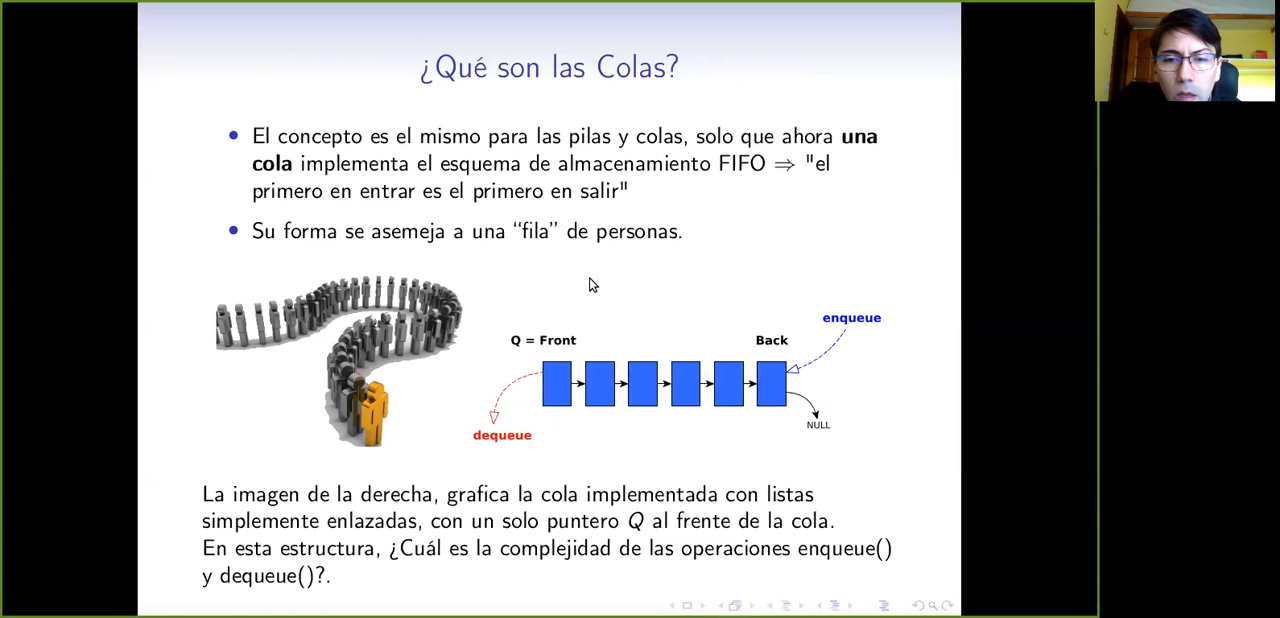 ¿Qué son las Colas?
El concepto es el mismo para las pilas y colas, solo que ahora una
cola implementa el esquema de almacenamiento FIFO ⇒ "el
primero en entrar es el primero en salir"
Su forma se asemeja a una “fila” de personas.
enqueue
Q = Front
Back
dequeue
NULL
La imagen de la derecha, grafica la cola implementada con listas
simplemente enlazadas, con un solo puntero Q al frente de la cola.
En esta estructura, ¿Cuál es la complejidad de las operaciones enqueue()
y dequeue()?.